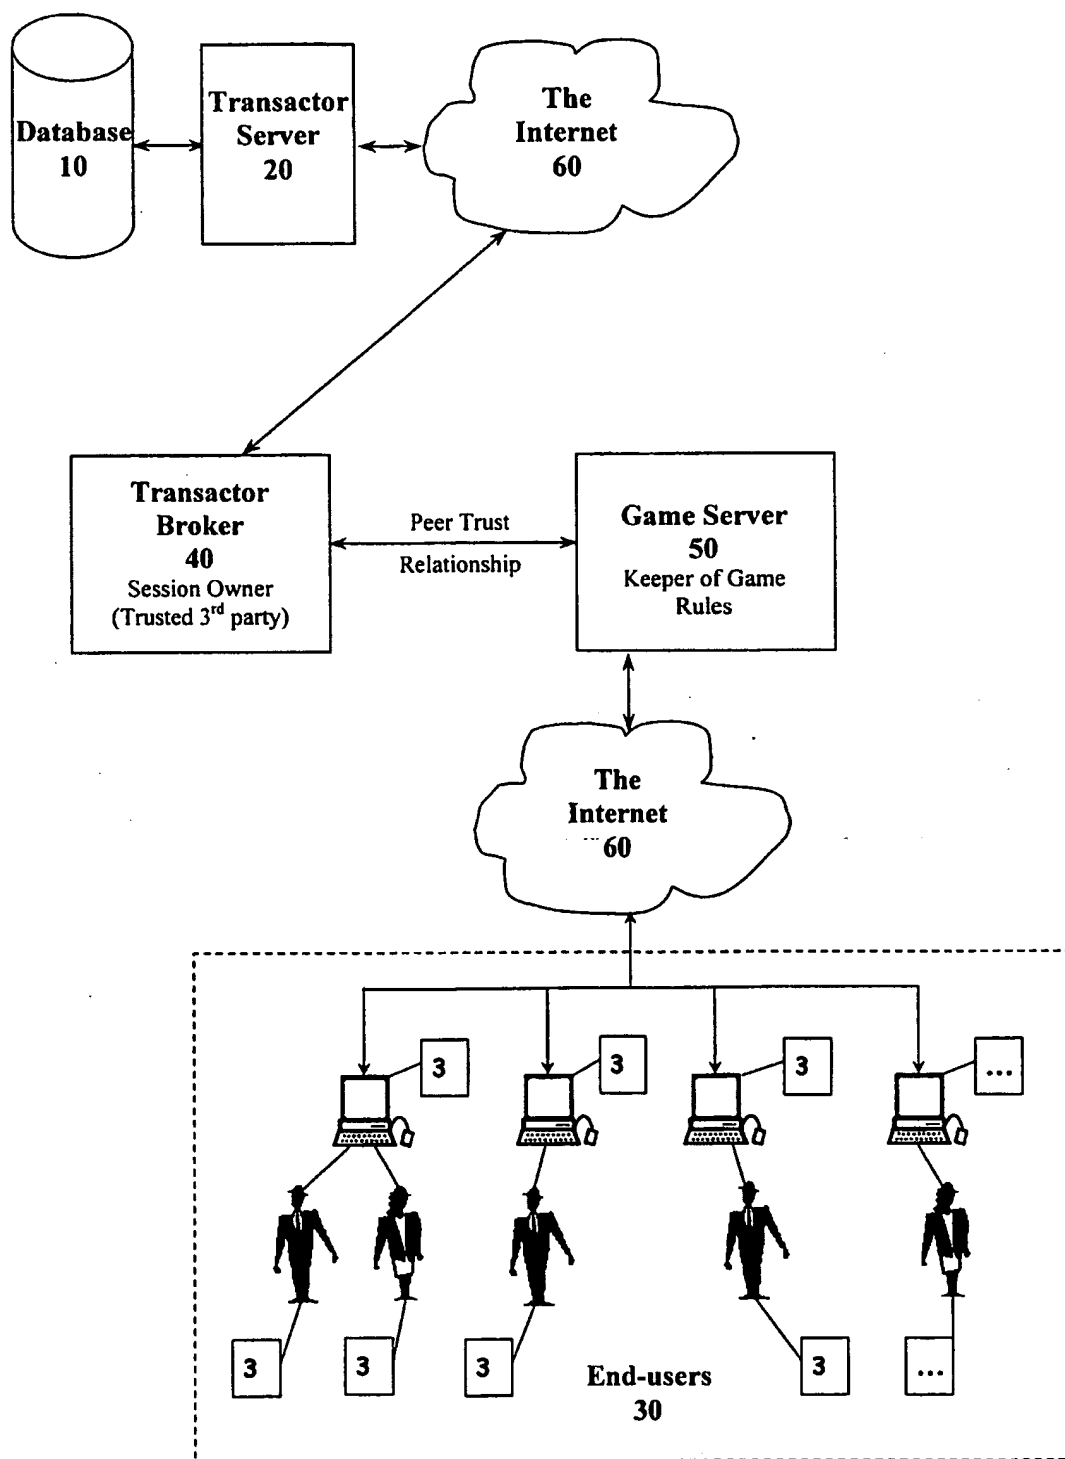 Database
10
Transactor
Server
20
The
Internet
60
Transactor
Broker
40
Session Owner
(Trusted 3rd party)
Peer Trust
Relationship
Game Server
50
Keeper of Game
Rules
The
Internet
60
3
3
3
...
3
3
3
3
...
End-users
30